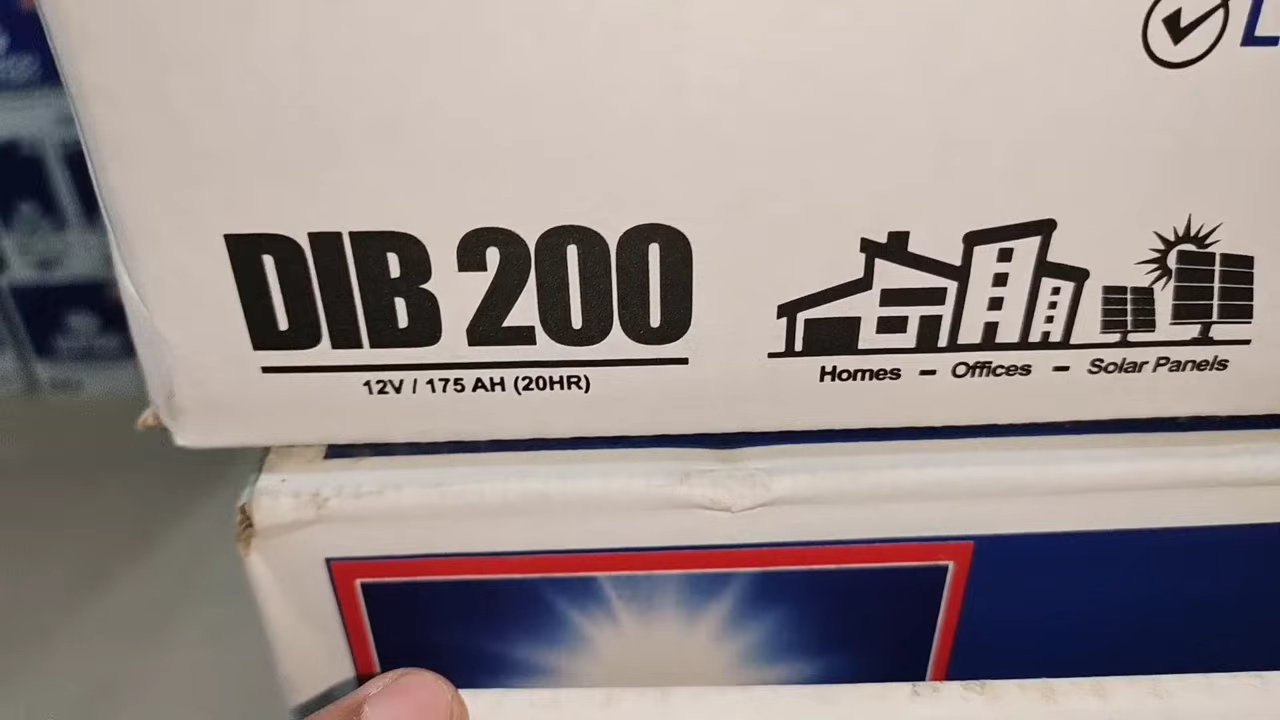 DIB 200
12V / 175 AH (20HR)
Homes - Offices - Solar Panels